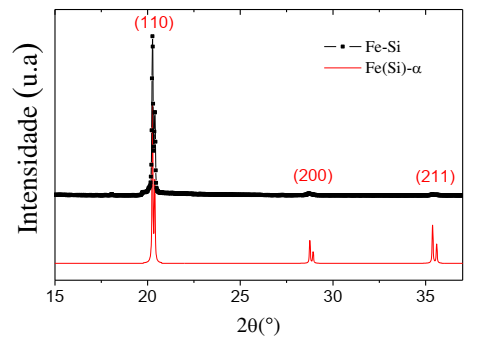 (110)
Fe-Si
Fe(Si)-α
Intensidade (u.a)
(200)
(211)
15 20 25 30 35
2θ(°)